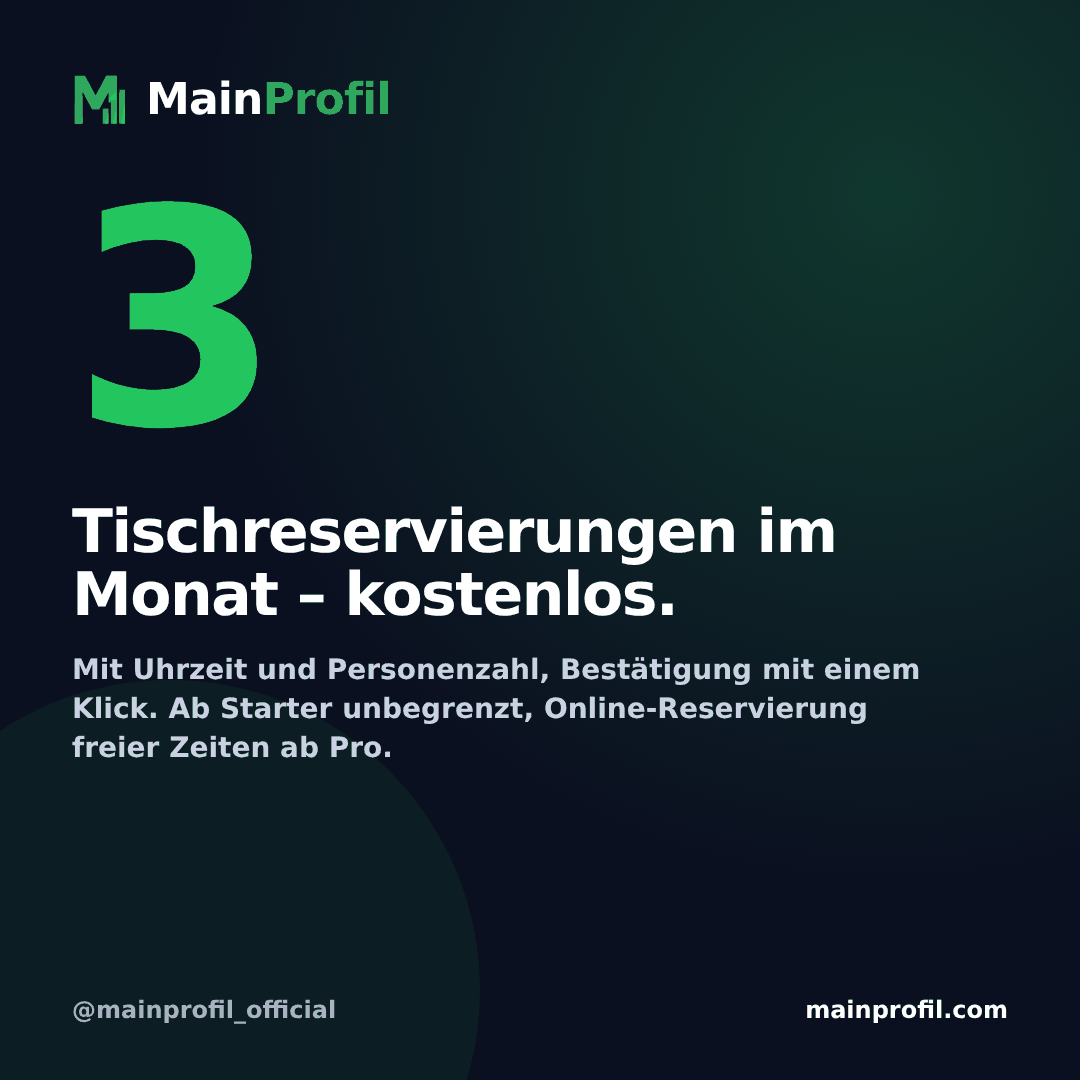 MainProfil
3
Tischreservierungen im
Monat – kostenlos.
Mit Uhrzeit und Personenzahl, Bestätigung mit einem
Klick. Ab Starter unbegrenzt, Online-Reservierung
freier Zeiten ab Pro.
@mainprofil_official
mainprofil.com